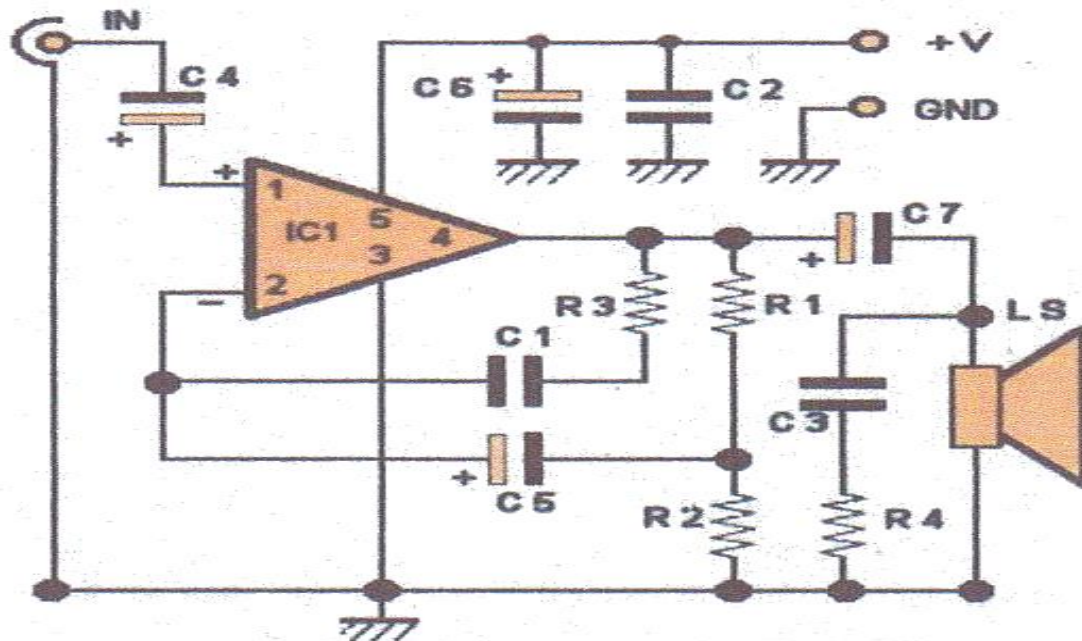 IN
+V
C4
+
C6
+
C2
GND
+
1
IC1
5
4
3
2
−
C7
+
R3
R1
LS
C1
C3
C5
+
R2
R4